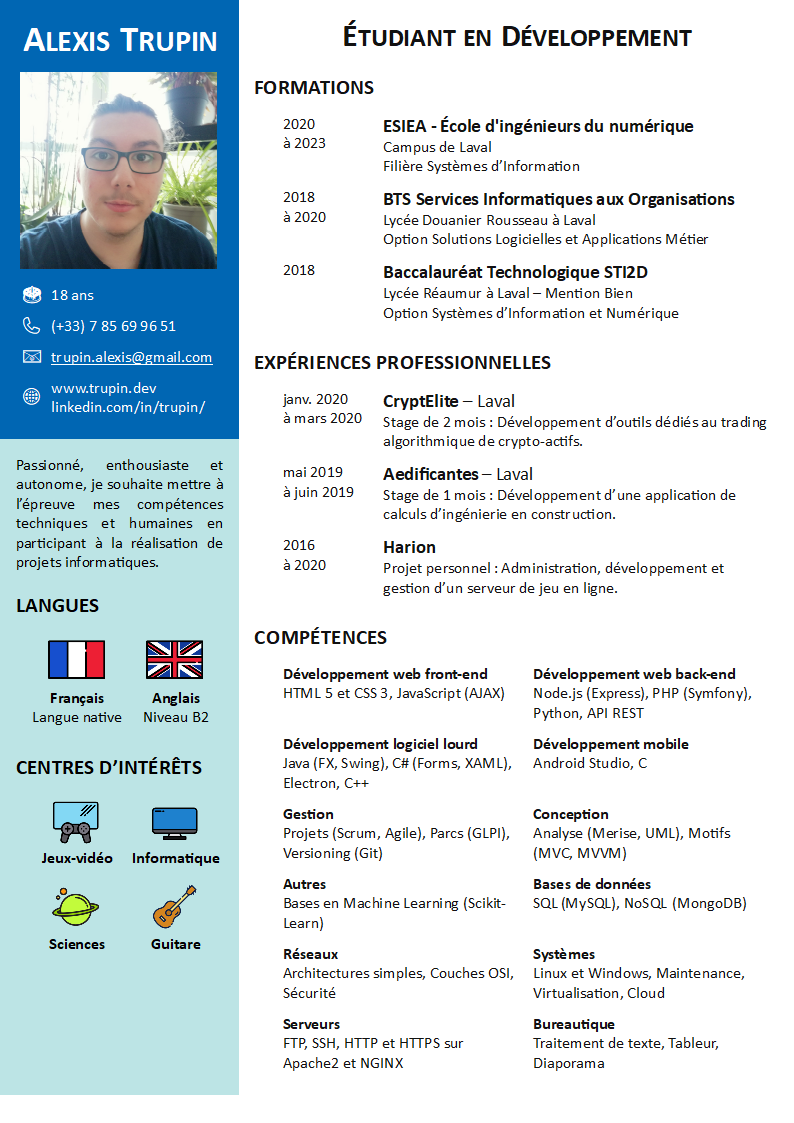 ALEXIS TRUPIN
18 ans
(+33) 7 85 69 96 51
trupin.alexis@gmail.com
www.trupin.dev
linkedin.com/in/trupin/
Passionné, enthousiaste et
autonome, je souhaite mettre à
l’épreuve mes compétences
techniques et humaines en
participant à la réalisation de
projets informatiques.
LANGUES
Français
Langue native
Anglais
Niveau B2
CENTRES D’INTÉRÊTS
Jeux-vidéo
Informatique
Sciences
Guitare
ÉTUDIANT EN DÉVELOPPEMENT
FORMATIONS
2020
à 2023
ESIEA - École d'ingénieurs du numérique
Campus de Laval
Filière Systèmes d’Information
2018
à 2020
BTS Services Informatiques aux Organisations
Lycée Douanier Rousseau à Laval
Option Solutions Logicielles et Applications Métier
2018
Baccalauréat Technologique STI2D
Lycée Réaumur à Laval – Mention Bien
Option Systèmes d’Information et Numérique
EXPÉRIENCES PROFESSIONNELLES
janv. 2020
à mars 2020
CryptElite – Laval
Stage de 2 mois : Développement d’outils dédiés au trading
algorithmique de crypto-actifs.
mai 2019
à juin 2019
Aedificantes – Laval
Stage de 1 mois : Développement d’une application de
calculs d’ingénierie en construction.
2016
à 2020
Harion
Projet personnel : Administration, développement et
gestion d’un serveur de jeu en ligne.
COMPÉTENCES
Développement web front-end
HTML 5 et CSS 3, JavaScript (AJAX)
Développement web back-end
Node.js (Express), PHP (Symfony),
Python, API REST
Développement logiciel lourd
Java (FX, Swing), C# (Forms, XAML),
Electron, C++
Développement mobile
Android Studio, C
Gestion
Projets (Scrum, Agile), Parcs (GLPI),
Versioning (Git)
Conception
Analyse (Merise, UML), Motifs
(MVC, MVVM)
Autres
Bases en Machine Learning (Scikit-
Learn)
Bases de données
SQL (MySQL), NoSQL (MongoDB)
Réseaux
Architectures simples, Couches OSI,
Sécurité
Systèmes
Linux et Windows, Maintenance,
Virtualisation, Cloud
Serveurs
FTP, SSH, HTTP et HTTPS sur
Apache2 et NGINX
Bureautique
Traitement de texte, Tableur,
Diaporama